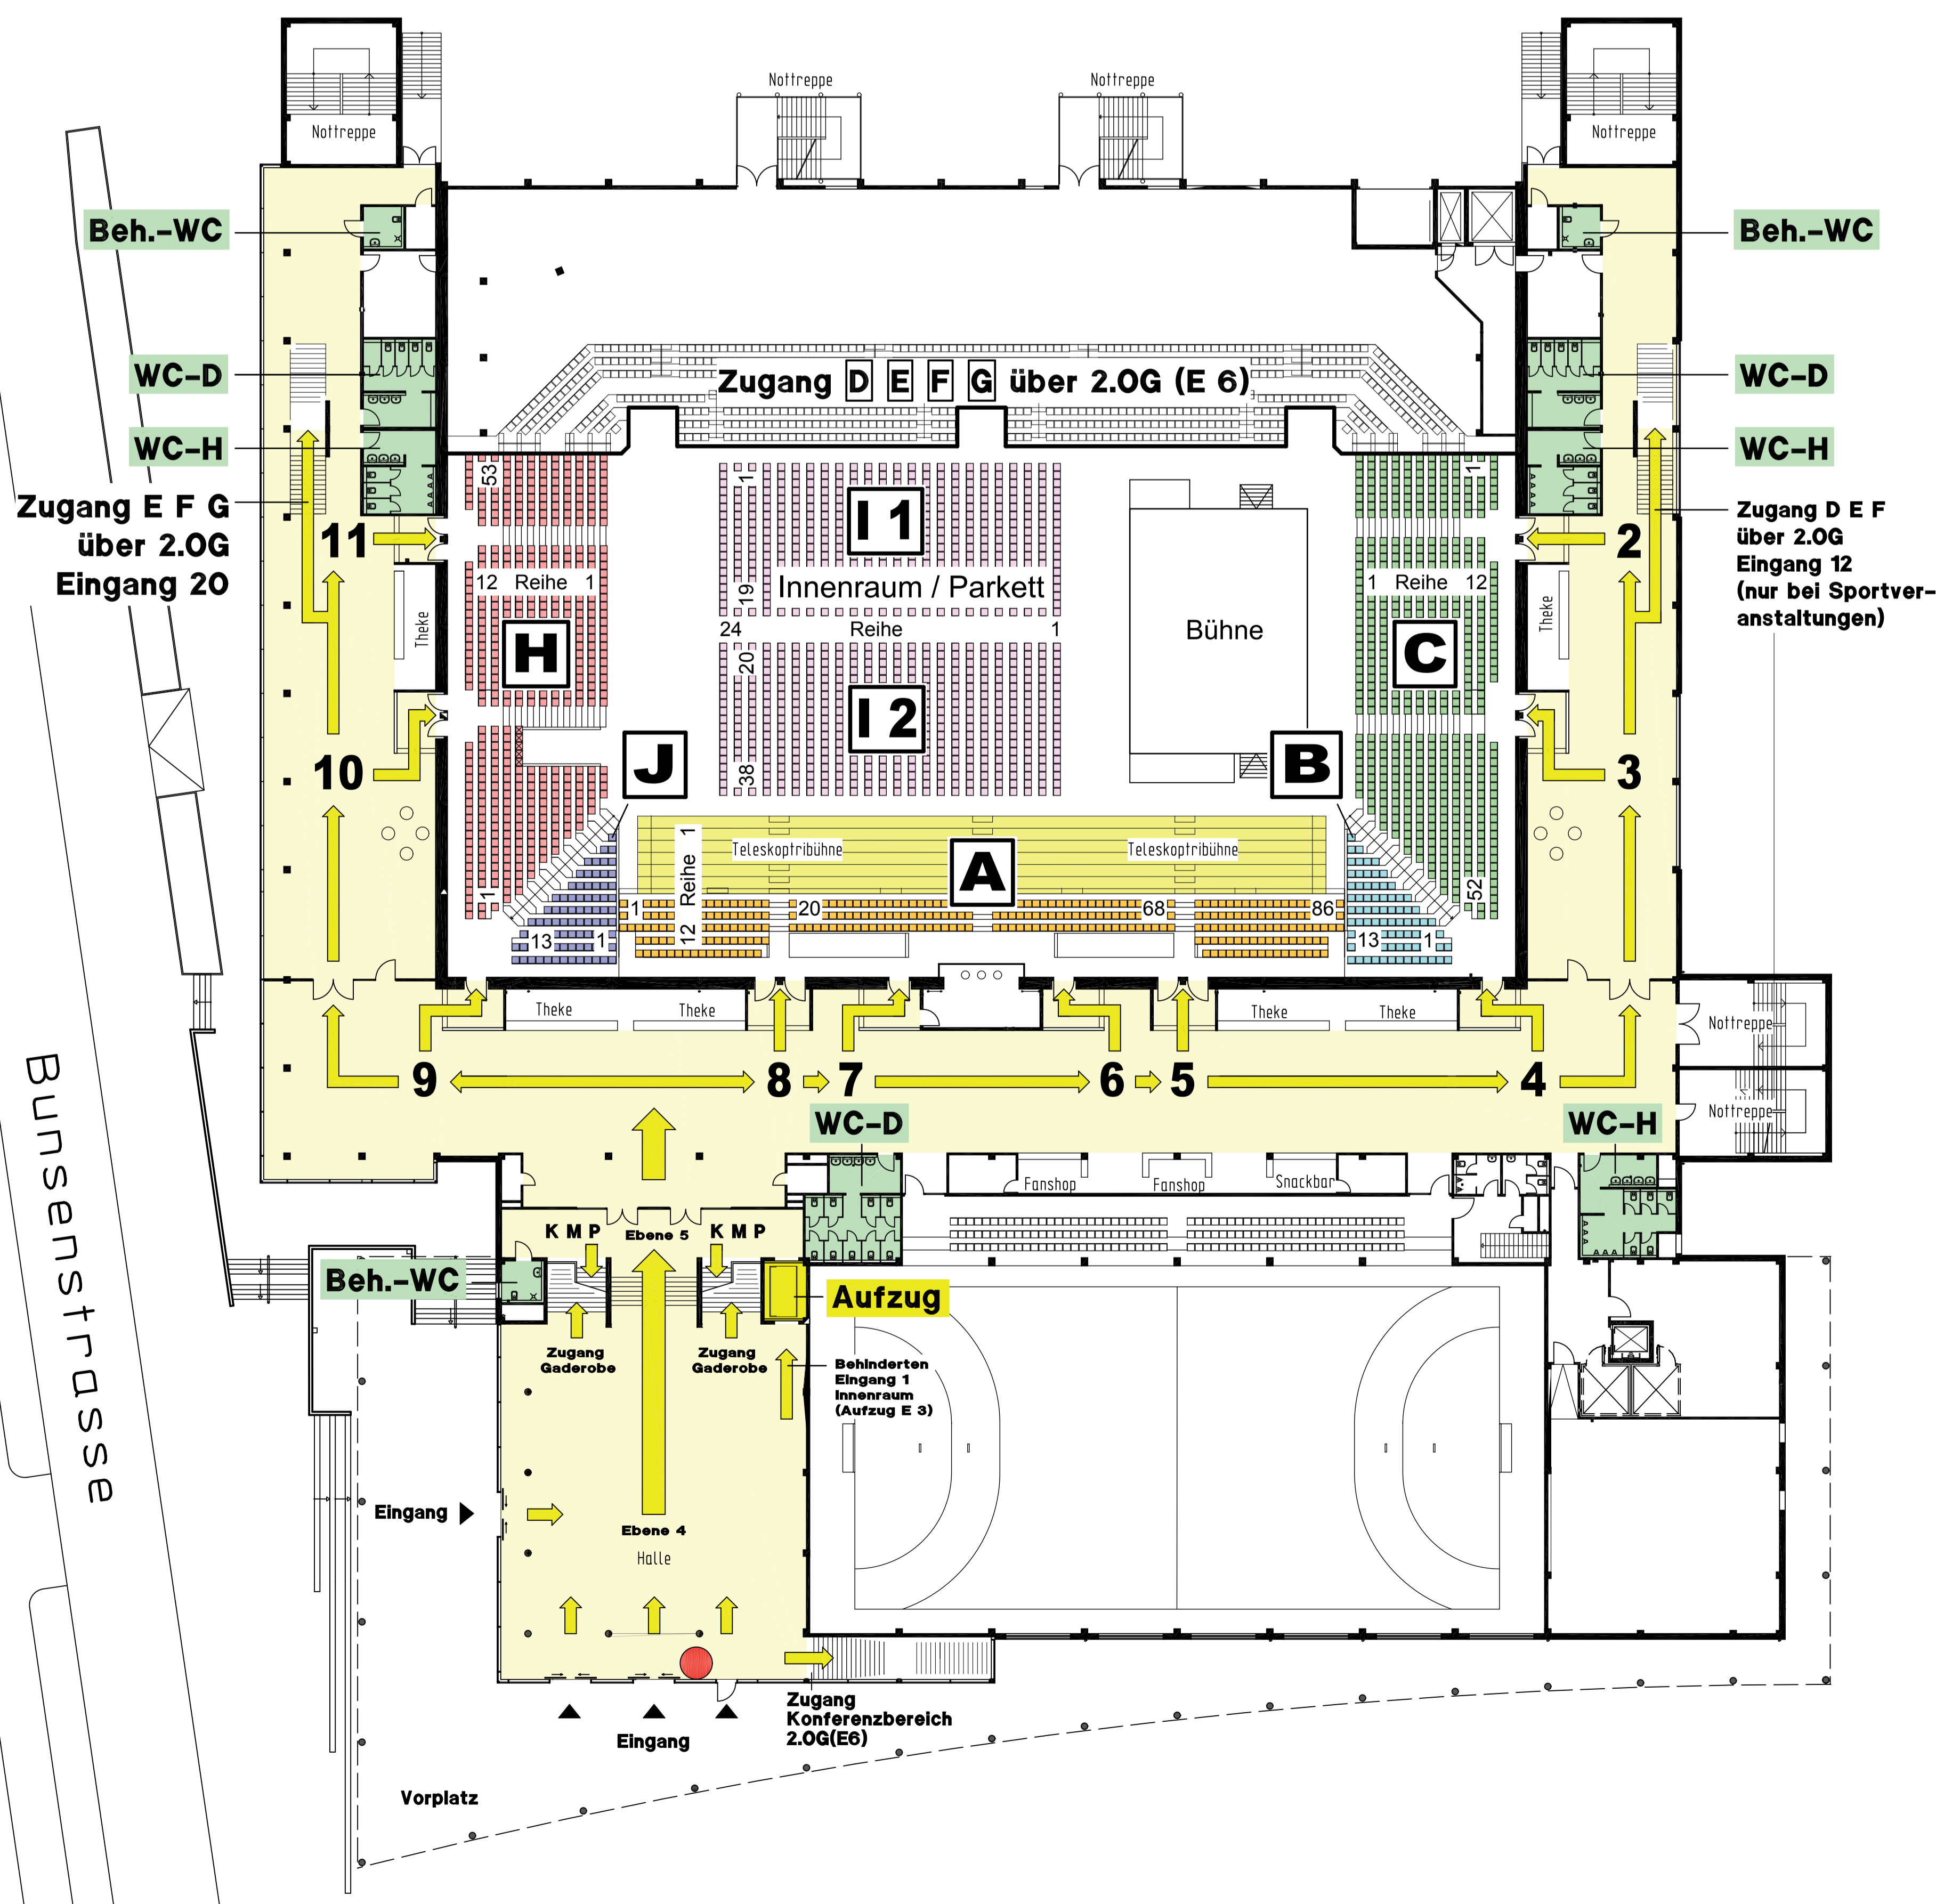 Nottreppe
Nottreppe
Nottreppe
Nottreppe
Beh.-WC
Beh.-WC
Zugang D E F G über 2.OG (E 6)
WC-D
WC-D
WC-H
WC-H
53
1
1
I 1
Zugang E F G
über 2.OG
Eingang 20
Zugang D E F
über 2.OG
Eingang 12
(nur bei Sportver-
anstaltungen)
11
2
12 Reihe 1
19
Innenraum / Parkett
1 Reihe 12
Theke
Theke
24 Reihe 1
Bühne
H
C
20
I 2
J
B
10
38
3
Teleskoptribühne
Teleskoptribühne
12 Reihe 1
A
1
52
1
20
68
86
13
1
13
1
Theke
Theke
Theke
Theke
Nottreppe
9
8
7
6
5
4
Nottreppe
WC-D
WC-H
Fanshop
Fanshop
Snackbar
K M P
Ebene 5
K M P
Beh.-WC
Aufzug
Zugang
Gaderobe
Zugang
Gaderobe
Behinderten
Eingang 1
Innenraum
(Aufzug E 3)
Bunsenstrasse
Eingang
Ebene 4
Halle
Zugang
Konferenzbereich
2.OG(E6)
Eingang
Vorplatz